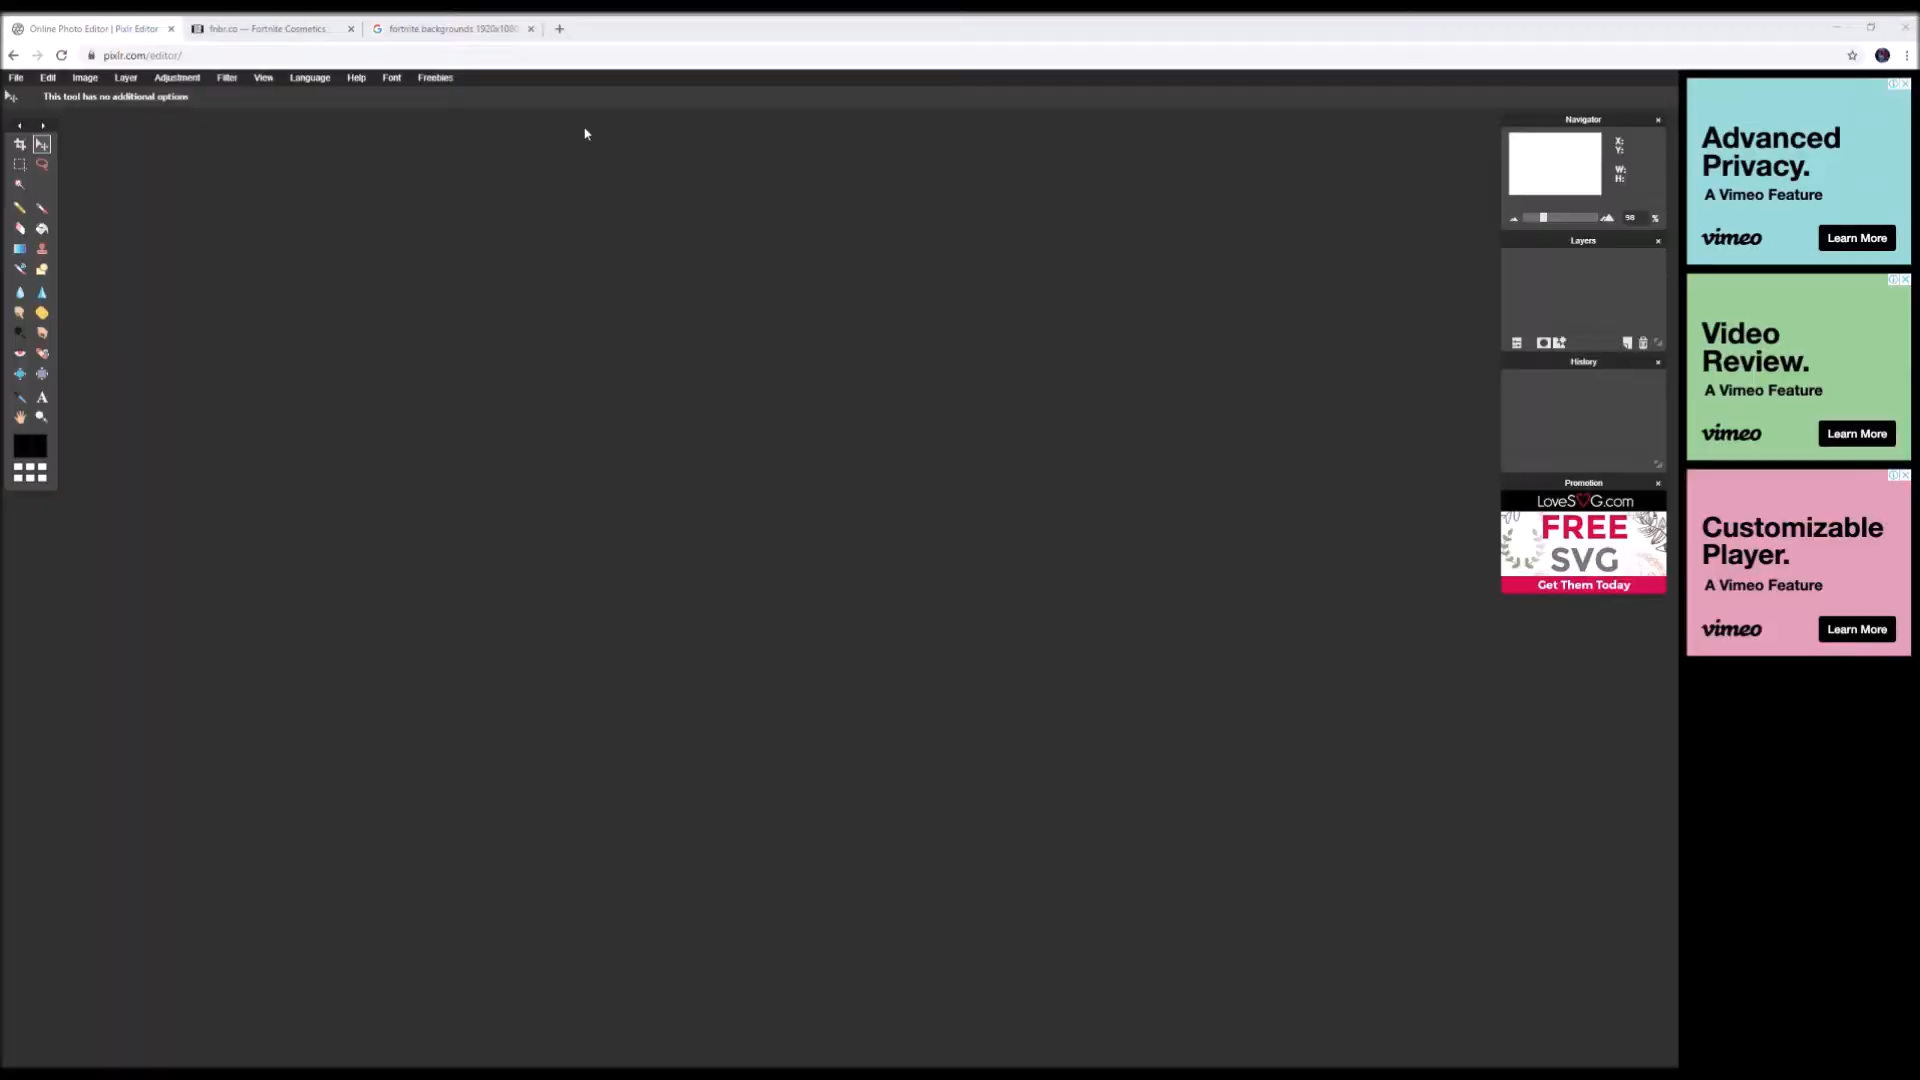 Online Photo Editor | Pixlr Editor
fnbr.co — Fortnite Cosmetics
fortnite backgrounds 1920x1080
pixlr.com/editor/
File Edit Image Layer Adjustment Filter View Language Help Font Freebies
This tool has no additional options
Navigator
X:
Y:
W:
H:
98 %
Layers
History
Promotion
LoveSVG.com
FREE
SVG
Get Them Today
Advanced
Privacy.
A Vimeo Feature
vimeo
Learn More
Video
Review.
A Vimeo Feature
vimeo
Learn More
Customizable
Player.
A Vimeo Feature
vimeo
Learn More
A